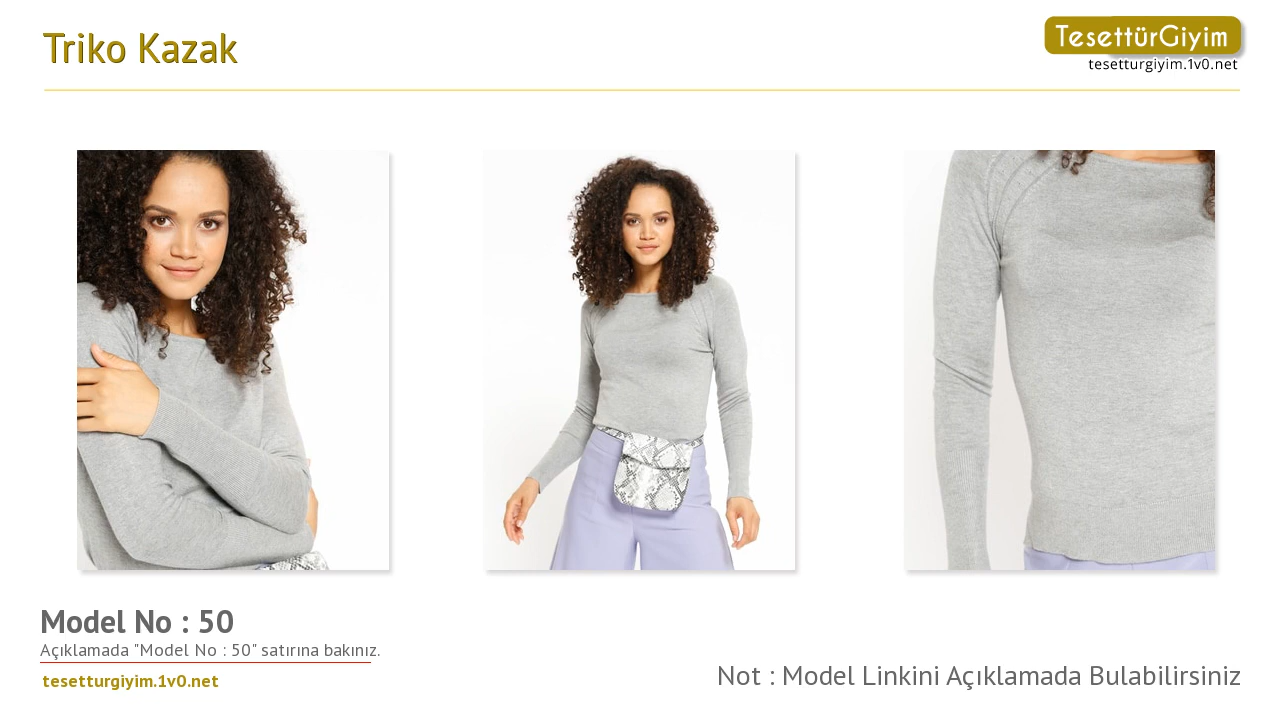 Triko Kazak
TesettürGiyim
tesetturgiyim.1v0.net
Model No : 50
Açıklamada "Model No : 50" satırına bakınız.
tesetturgiyim.1v0.net
Not : Model Linkini Açıklamada Bulabilirsiniz